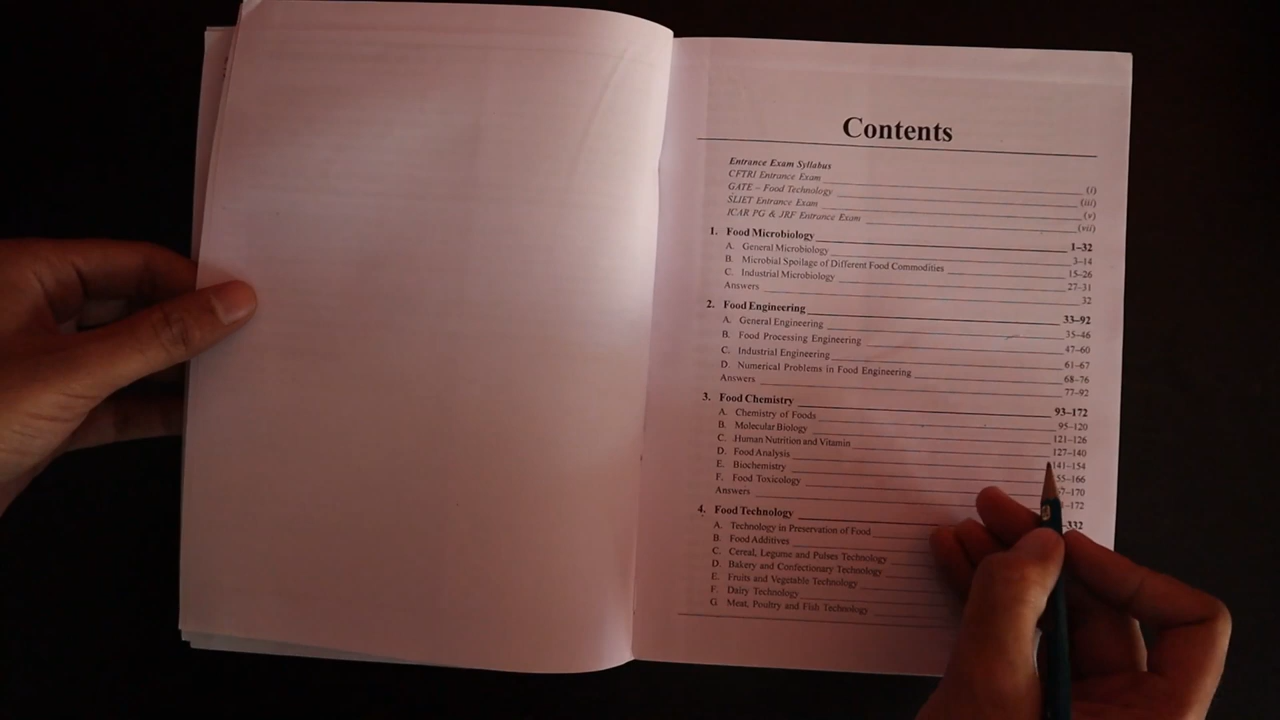 Contents
Entrance Exam Syllabus
CFTRI Entrance Exam (i)
GATE – Food Technology (iii)
SLIET Entrance Exam (v)
ICAR PG & JRF Entrance Exam (vii)
1. Food Microbiology 1–32
A. General Microbiology 3–14
B. Microbial Spoilage of Different Food Commodities 15–26
C. Industrial Microbiology 27–31
Answers 32
2. Food Engineering 33–92
A. General Engineering 35–46
B. Food Processing Engineering 47–60
C. Industrial Engineering 61–67
D. Numerical Problems in Food Engineering 68–76
Answers 77–92
3. Food Chemistry 93–172
A. Chemistry of Foods 95–120
B. Molecular Biology 121–126
C. Human Nutrition and Vitamin 127–140
D. Food Analysis 141–154
E. Biochemistry 55–166
F. Food Toxicology 7–170
Answers –172
4. Food Technology –332
A. Technology in Preservation of Food
B. Food Additives
C. Cereal, Legume and Pulses Technology
D. Bakery and Confectionary Technology
E. Fruits and Vegetable Technology
F. Dairy Technology
G. Meat, Poultry and Fish Technology